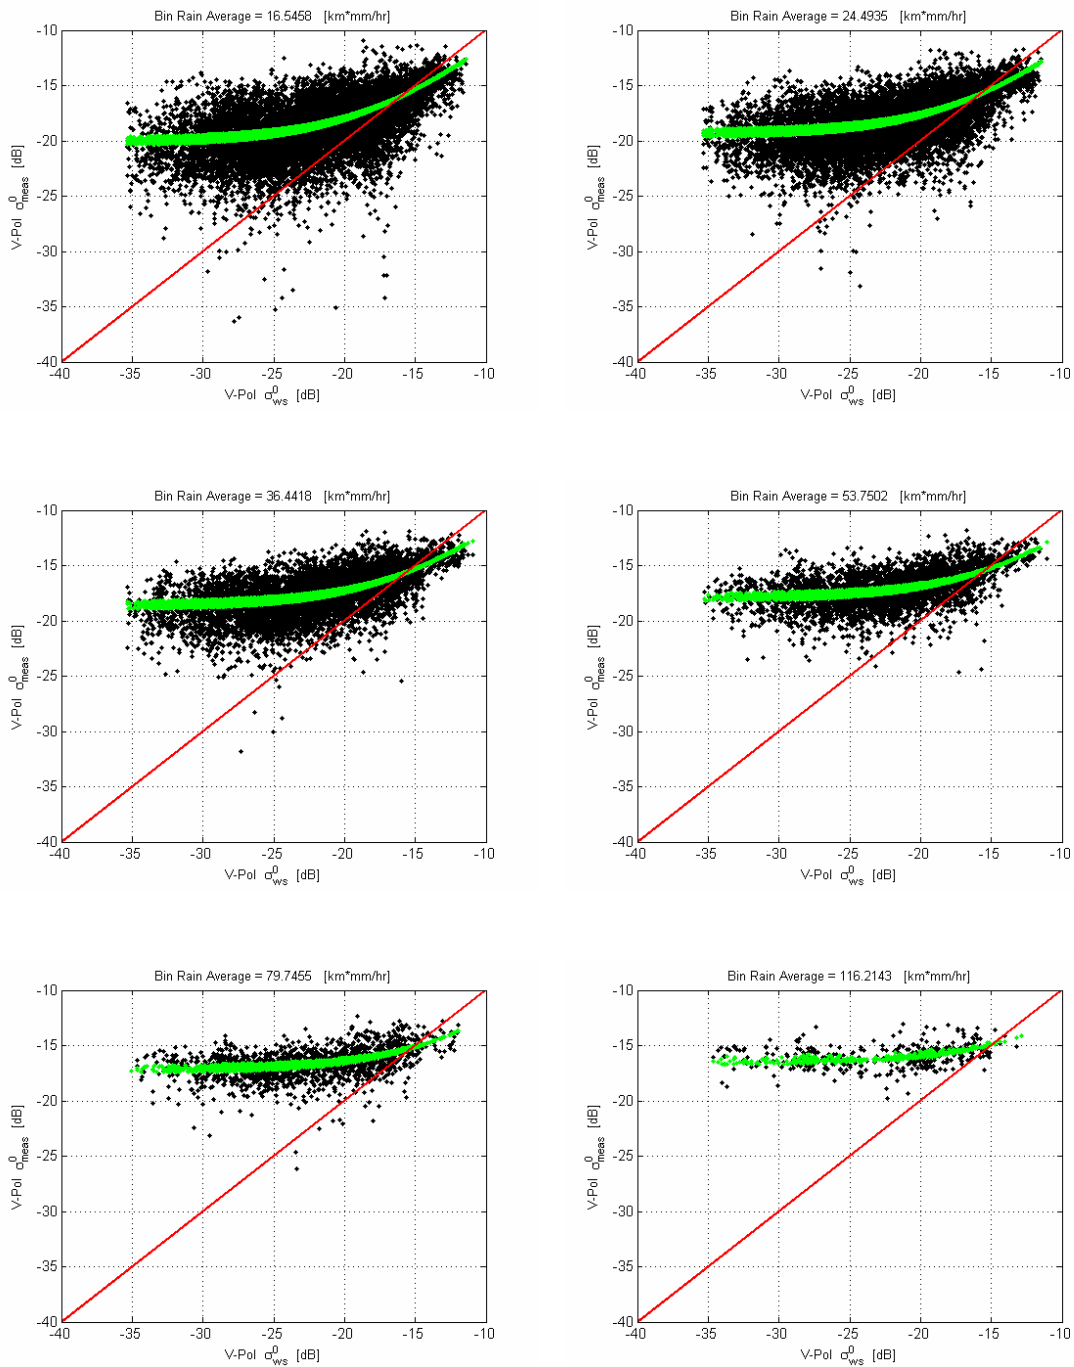 Bin Rain Average = 16.5458 [km*mm/hr]
-10
-15
-20
-25
-30
-35
-40
V-Pol σ⁰meas [dB]
-40 -35 -30 -25 -20 -15 -10
V-Pol σ⁰ws [dB]
Bin Rain Average = 24.4935 [km*mm/hr]
-10
-15
-20
-25
-30
-35
-40
V-Pol σ⁰meas [dB]
-40 -35 -30 -25 -20 -15 -10
V-Pol σ⁰ws [dB]
Bin Rain Average = 36.4418 [km*mm/hr]
-10
-15
-20
-25
-30
-35
-40
V-Pol σ⁰meas [dB]
-40 -35 -30 -25 -20 -15 -10
V-Pol σ⁰ws [dB]
Bin Rain Average = 53.7502 [km*mm/hr]
-10
-15
-20
-25
-30
-35
-40
V-Pol σ⁰meas [dB]
-40 -35 -30 -25 -20 -15 -10
V-Pol σ⁰ws [dB]
Bin Rain Average = 79.7455 [km*mm/hr]
-10
-15
-20
-25
-30
-35
-40
V-Pol σ⁰meas [dB]
-40 -35 -30 -25 -20 -15 -10
V-Pol σ⁰ws [dB]
Bin Rain Average = 116.2143 [km*mm/hr]
-10
-15
-20
-25
-30
-35
-40
V-Pol σ⁰meas [dB]
-40 -35 -30 -25 -20 -15 -10
V-Pol σ⁰ws [dB]